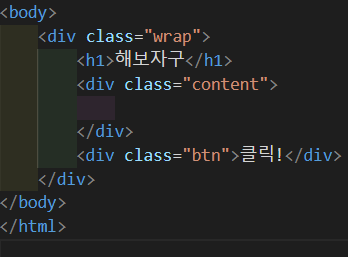 <body>
<div class="wrap">
<h1>해보자구</h1>
<div class="content">
</div>
<div class="btn">클릭!</div>
</div>
</body>
</html>